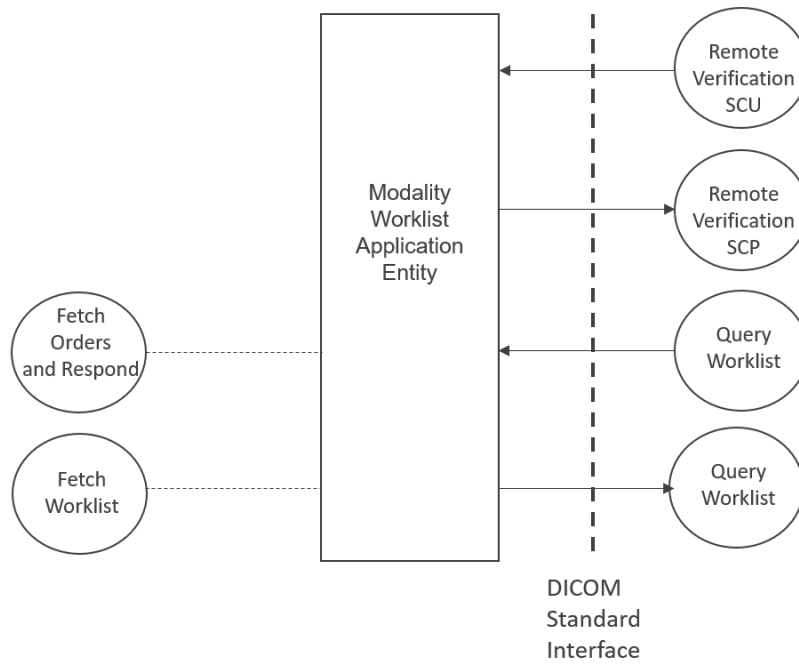 Remote
Verification
SCU
Modality
Worklist
Application
Entity
Remote
Verification
SCP
Fetch
Orders
and Respond
Query
Worklist
Fetch
Worklist
Query
Worklist
DICOM
Standard
Interface